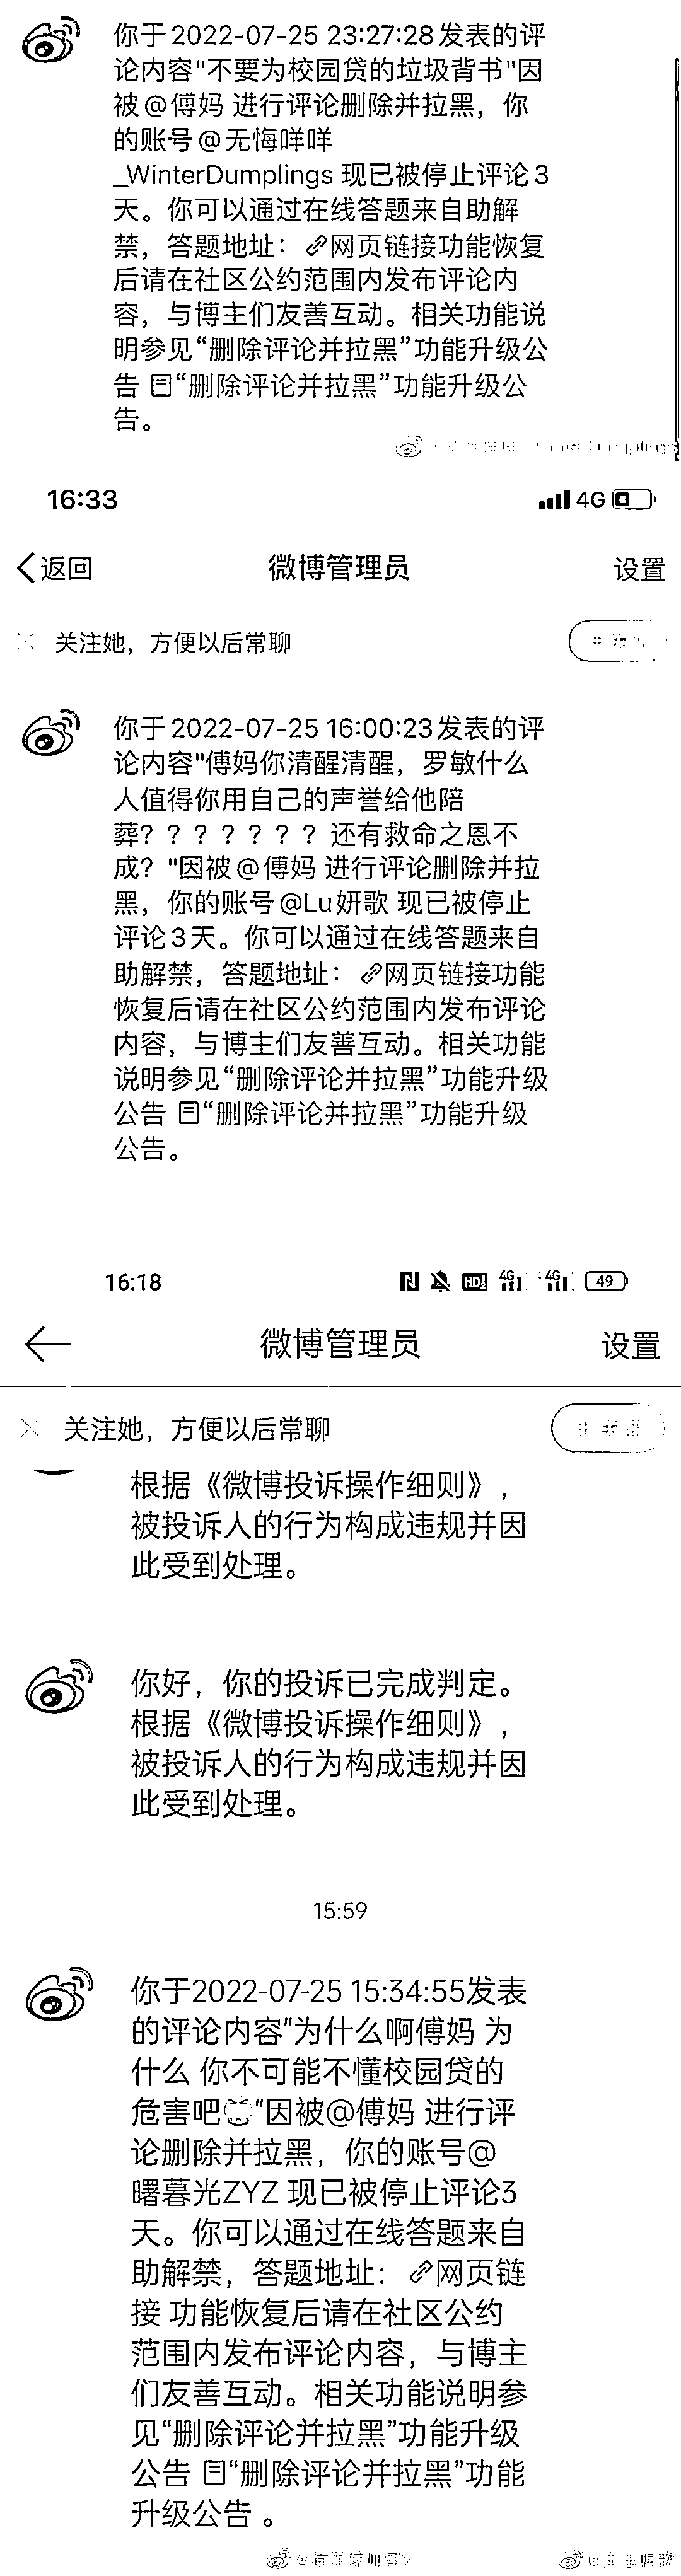 你于2022-07-25 23:27:28发表的评
论内容"不要为校园贷的垃圾背书"因
被@傅妈 进行评论删除并拉黑，你
的账号@无悔咩咩
_WinterDumplings 现已被停止评论3
天。你可以通过在线答题来自助解
禁，答题地址：网页链接功能恢复
后请在社区公约范围内发布评论内
容，与博主们友善互动。相关功能说
明参见“删除评论并拉黑”功能升级公
告 “删除评论并拉黑”功能升级公
告。
16:33
4G
返回
微博管理员
设置
关注她，方便以后常聊
你于2022-07-25 16:00:23发表的评
论内容"傅妈你清醒清醒，罗敏什么
人值得你用自己的声誉给他陪
葬？？？？？？？还有救命之恩不
成？"因被@傅妈 进行评论删除并拉
黑，你的账号@Lu妍歌 现已被停止
评论3天。你可以通过在线答题来自
助解禁，答题地址：网页链接功能
恢复后请在社区公约范围内发布评论
内容，与博主们友善互动。相关功能
说明参见“删除评论并拉黑”功能升级
公告 “删除评论并拉黑”功能升级
公告。
16:18
HD2
4G
4G
49
微博管理员
设置
关注她，方便以后常聊
根据《微博投诉操作细则》，
被投诉人的行为构成违规并因
此受到处理。
你好，你的投诉已完成判定。
根据《微博投诉操作细则》，
被投诉人的行为构成违规并因
此受到处理。
15:59
你于2022-07-25 15:34:55发表
的评论内容"为什么啊傅妈 为
什么 你不可能不懂校园贷的
危害吧"因被@傅妈 进行评
论删除并拉黑，你的账号@
曙暮光ZYZ 现已被停止评论3
天。你可以通过在线答题来自
助解禁，答题地址：网页链
接 功能恢复后请在社区公约
范围内发布评论内容，与博主
们友善互动。相关功能说明参
见“删除评论并拉黑”功能升级
公告 “删除评论并拉黑”功能
升级公告 。